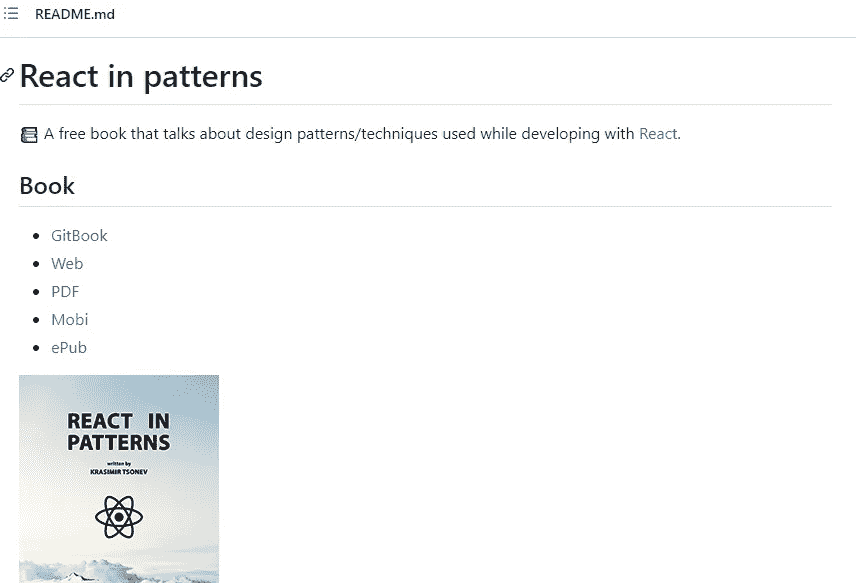 README.md
React in patterns
A free book that talks about design patterns/techniques used while developing with React.
Book
GitBook
Web
PDF
Mobi
ePub
REACT IN
PATTERNS
written by
KRASIMIR TSONEV